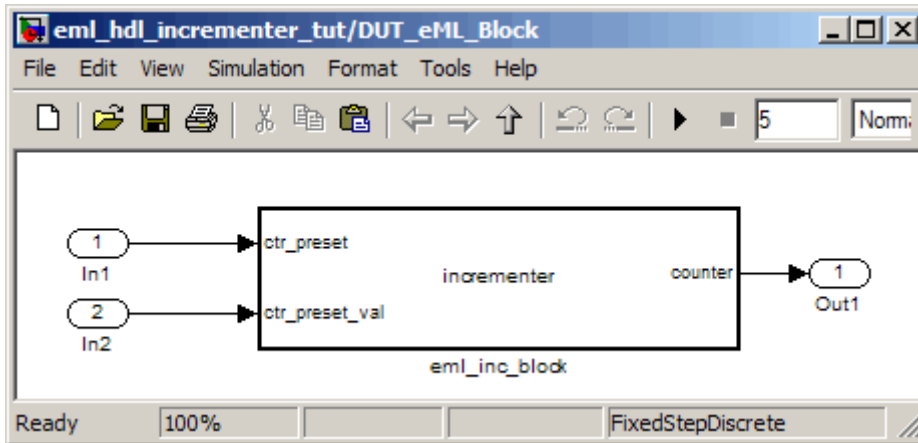 eml_hdl_incrementer_tut/DUT_eML_Block
File Edit View Simulation Format Tools Help
5 Norma
1 ctr_preset
In1
incrementer
counter 1
Out1
2 ctr_preset_val
In2
eml_inc_block
Ready 100% FixedStepDiscrete